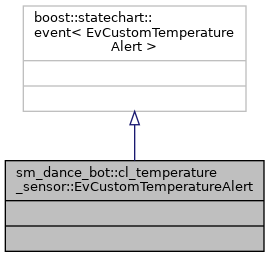 boost::statechart::
event< EvCustomTemperature
Alert >
sm_dance_bot::cl_temperature
_sensor::EvCustomTemperatureAlert